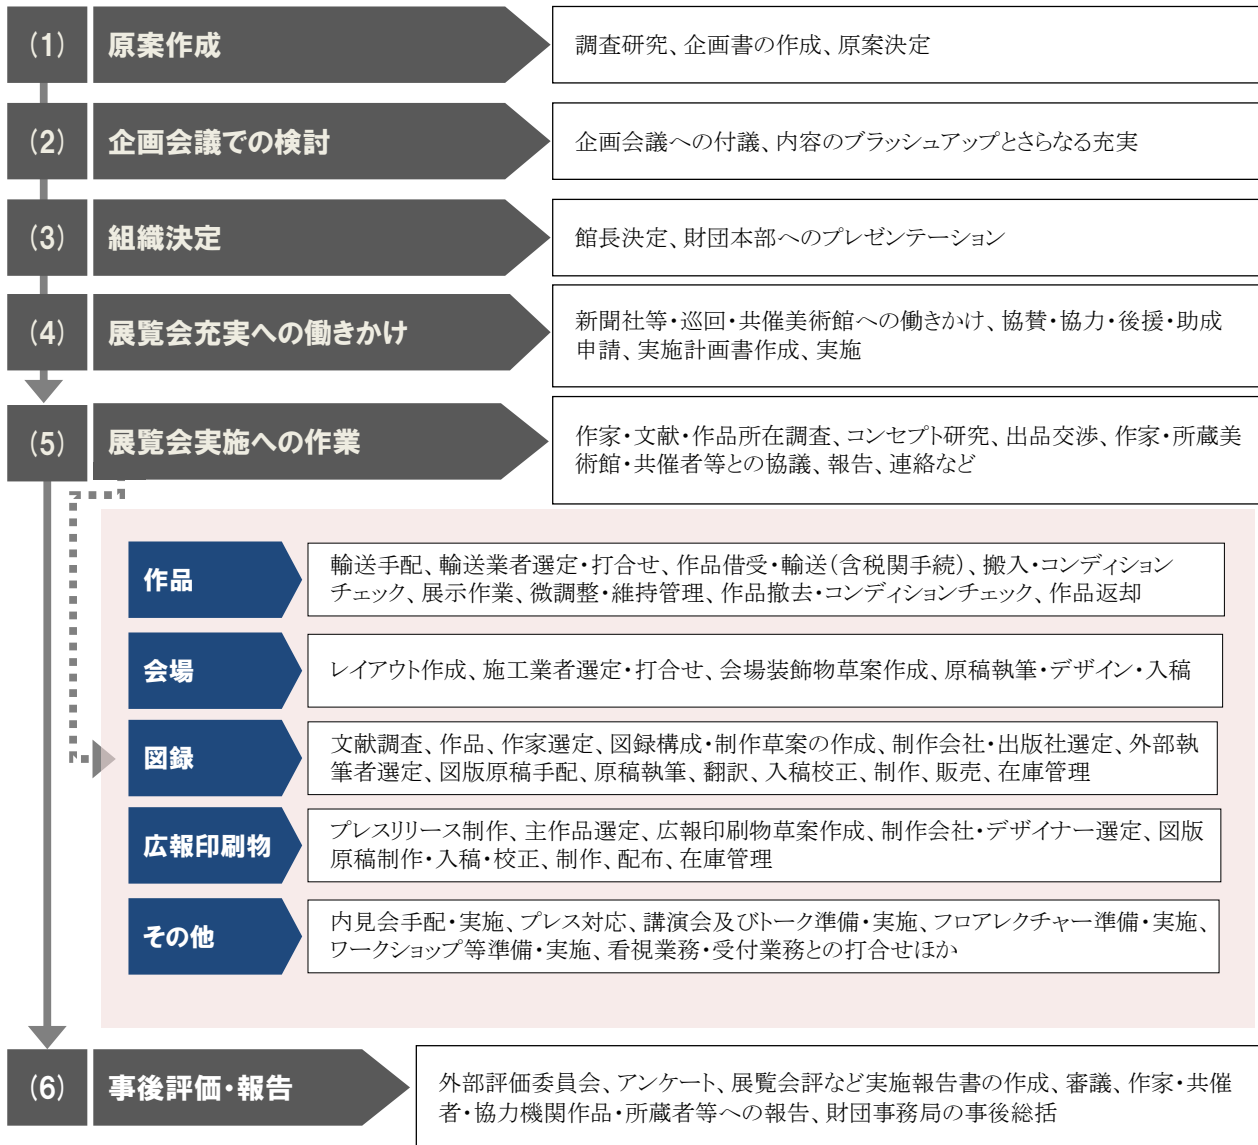 (1) 原案作成
調査研究、企画書の作成、原案決定
(2) 企画会議での検討
企画会議への付議、内容のブラッシュアップとさらなる充実
(3) 組織決定
館長決定、財団本部へのプレゼンテーション
(4) 展覧会充実への働きかけ
新聞社等・巡回・共催美術館への働きかけ、協賛・協力・後援・助成
申請、実施計画書作成、実施
(5) 展覧会実施への作業
作家・文献・作品所在調査、コンセプト研究、出品交渉、作家・所蔵美
術館・共催者等との協議、報告、連絡など
作品
輸送手配、輸送業者選定・打合せ、作品借受・輸送(含税関手続)、搬入・コンディション
チェック、展示作業、微調整・維持管理、作品撤去・コンディションチェック、作品返却
会場
レイアウト作成、施工業者選定・打合せ、会場装飾物草案作成、原稿執筆・デザイン・入稿
図録
文献調査、作品、作家選定、図録構成・制作草案の作成、制作会社・出版社選定、外部執
筆者選定、図版原稿手配、原稿執筆、翻訳、入稿校正、制作、販売、在庫管理
広報印刷物
プレスリリース制作、主作品選定、広報印刷物草案作成、制作会社・デザイナー選定、図版
原稿制作・入稿・校正、制作、配布、在庫管理
その他
内見会手配・実施、プレス対応、講演会及びトーク準備・実施、フロアレクチャー準備・実施、
ワークショップ等準備・実施、看視業務・受付業務との打合せほか
(6) 事後評価・報告
外部評価委員会、アンケート、展覧会評など実施報告書の作成、審議、作家・共催
者・協力機関作品・所蔵者等への報告、財団事務局の事後総括